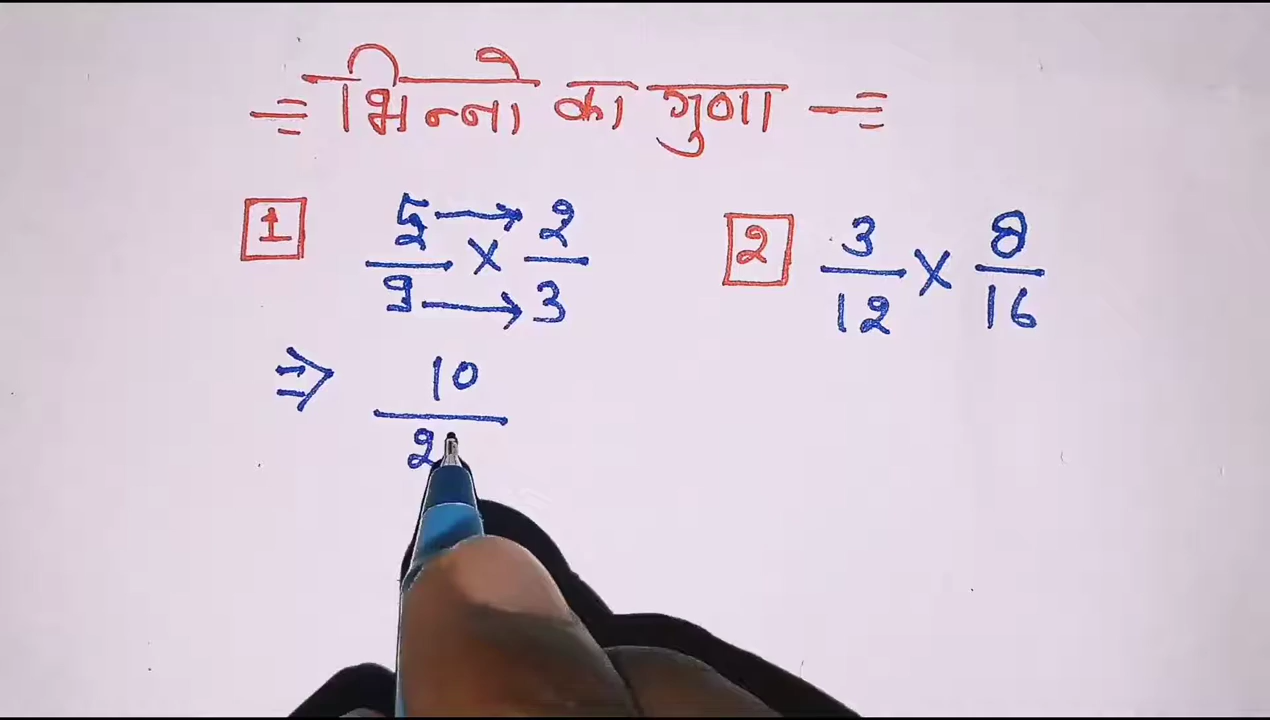 = भिन्नो का गुणा =
1 5/9 → × → 2/3
2 3/12 × 8/16
⇒ 10/2